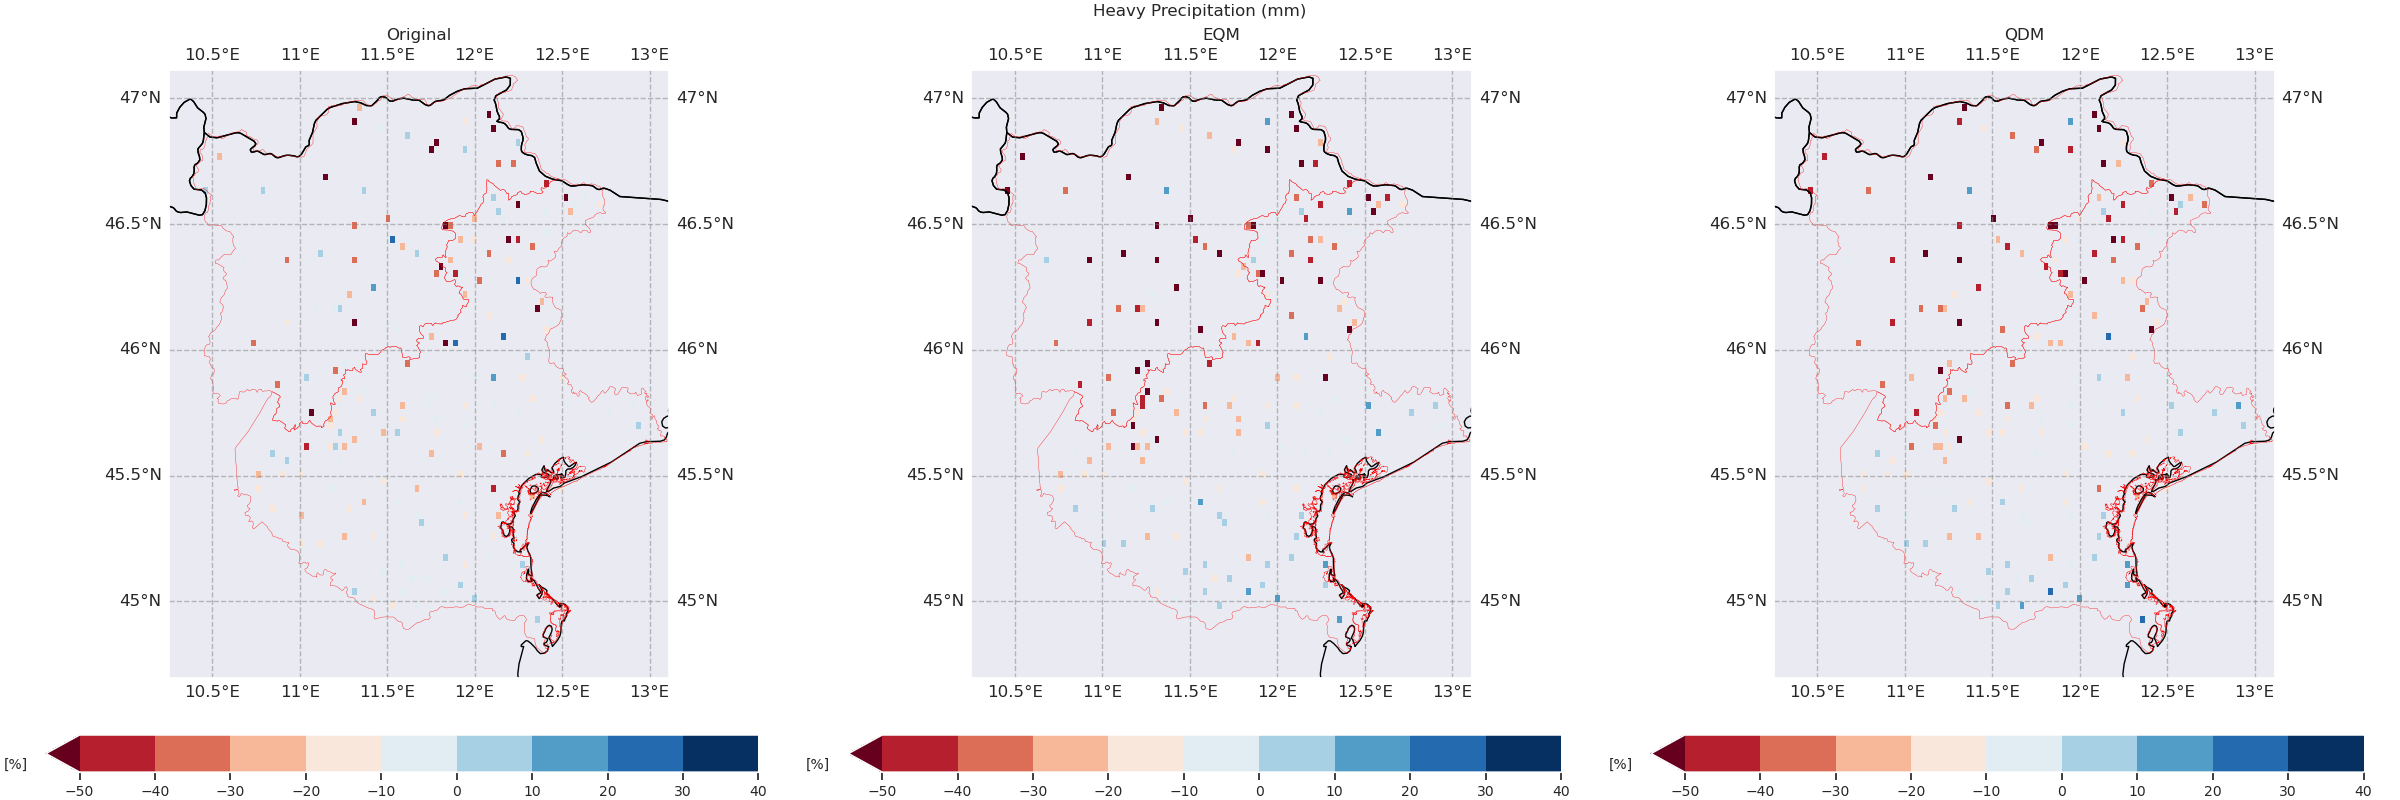 Heavy Precipitation (mm)
Original EQM QDM
10.5°E 11°E 11.5°E 12°E 12.5°E 13°E 10.5°E 11°E 11.5°E 12°E 12.5°E 13°E 10.5°E 11°E 11.5°E 12°E 12.5°E 13°E
47°N 47°N 47°N 47°N 47°N 47°N
46.5°N 46.5°N 46.5°N 46.5°N 46.5°N 46.5°N
46°N 46°N 46°N 46°N 46°N 46°N
45.5°N 45.5°N 45.5°N 45.5°N 45.5°N 45.5°N
45°N 45°N 45°N 45°N 45°N 45°N
10.5°E 11°E 11.5°E 12°E 12.5°E 13°E 10.5°E 11°E 11.5°E 12°E 12.5°E 13°E 10.5°E 11°E 11.5°E 12°E 12.5°E 13°E
[%] [%] [%]
−50 −40 −30 −20 −10 0 10 20 30 40 −50 −40 −30 −20 −10 0 10 20 30 40 −50 −40 −30 −20 −10 0 10 20 30 40